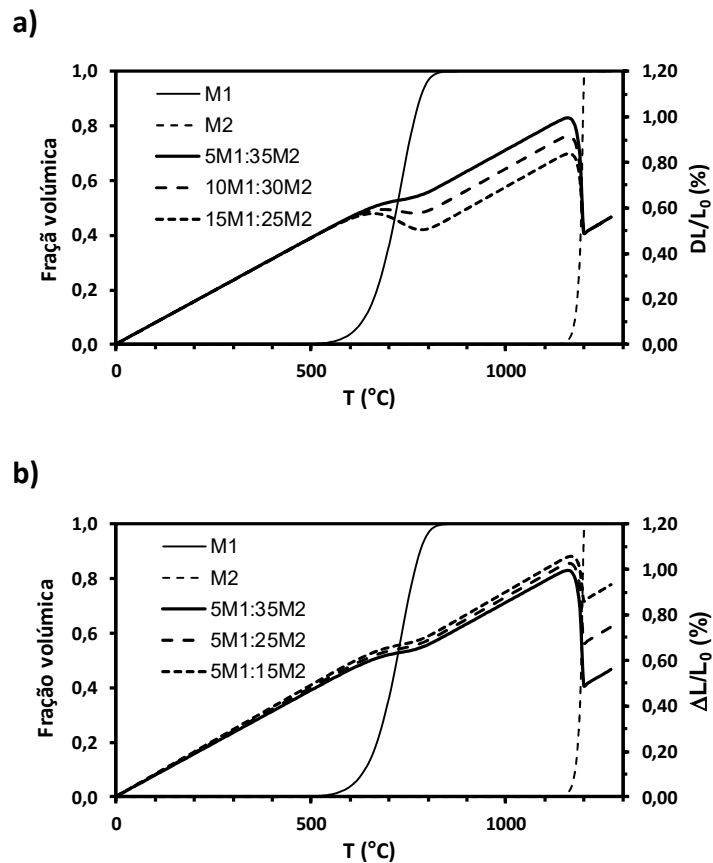 a)
Fraçã volúmica
1,0
0,8
0,6
0,4
0,2
0,0
M1
M2
5M1:35M2
10M1:30M2
15M1:25M2
1,20
1,00
0,80
0,60
0,40
0,20
0,00
DL/L0 (%)
0
500
1000
T (°C)
b)
Fração volúmica
1,0
0,8
0,6
0,4
0,2
0,0
M1
M2
5M1:35M2
5M1:25M2
5M1:15M2
1,20
1,00
0,80
0,60
0,40
0,20
0,00
ΔL/L0 (%)
0
500
1000
T (°C)